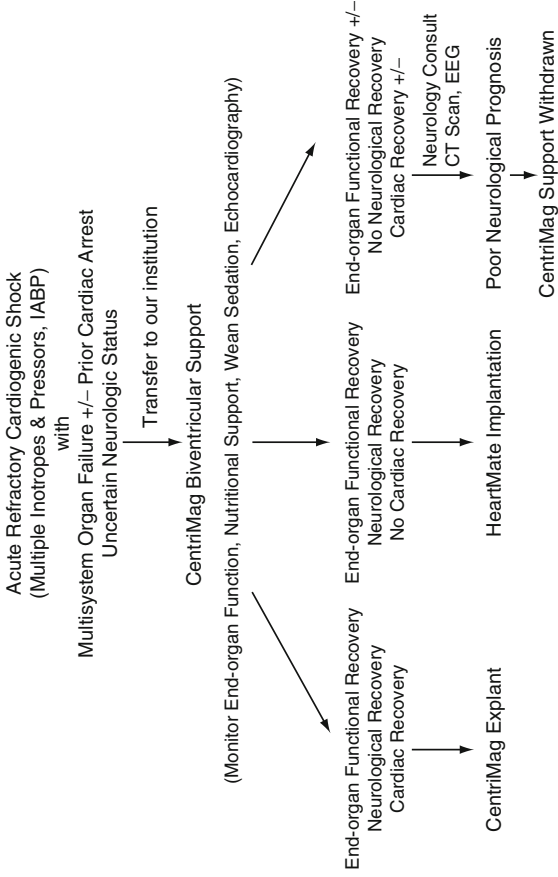 Acute Refractory Cardiogenic Shock
(Multiple Inotropes & Pressors, IABP)
with
Multisystem Organ Failure +/− Prior Cardiac Arrest
Uncertain Neurologic Status
Transfer to our institution
CentriMag Biventricular Support
(Monitor End-organ Function, Nutritional Support, Wean Sedation, Echocardiography)
End-organ Functional Recovery
Neurological Recovery
Cardiac Recovery
CentriMag Explant
End-organ Functional Recovery
Neurological Recovery
No Cardiac Recovery
HeartMate Implantation
End-organ Functional Recovery +/−
No Neurological Recovery
Cardiac Recovery +/−
Neurology Consult
CT Scan, EEG
Poor Neurological Prognosis
CentriMag Support Withdrawn